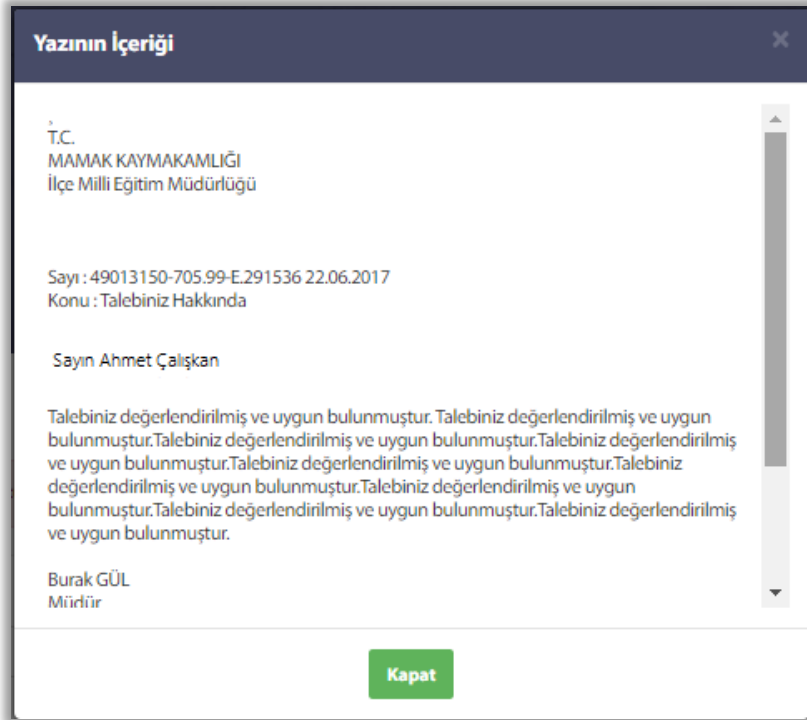 Yazının İçeriği
,
T.C.
MAMAK KAYMAKAMLIĞI
İlçe Milli Eğitim Müdürlüğü
Sayı : 49013150-705.99-E.291536 22.06.2017
Konu : Talebiniz Hakkında
Sayın Ahmet Çalışkan
Talebiniz değerlendirilmiş ve uygun bulunmuştur. Talebiniz değerlendirilmiş ve uygun
bulunmuştur.Talebiniz değerlendirilmiş ve uygun bulunmuştur.Talebiniz değerlendirilmiş
ve uygun bulunmuştur.Talebiniz değerlendirilmiş ve uygun bulunmuştur.Talebiniz
değerlendirilmiş ve uygun bulunmuştur.Talebiniz değerlendirilmiş ve uygun
bulunmuştur.Talebiniz değerlendirilmiş ve uygun bulunmuştur.Talebiniz değerlendirilmiş
ve uygun bulunmuştur.
Burak GÜL
Müdür
Kapat